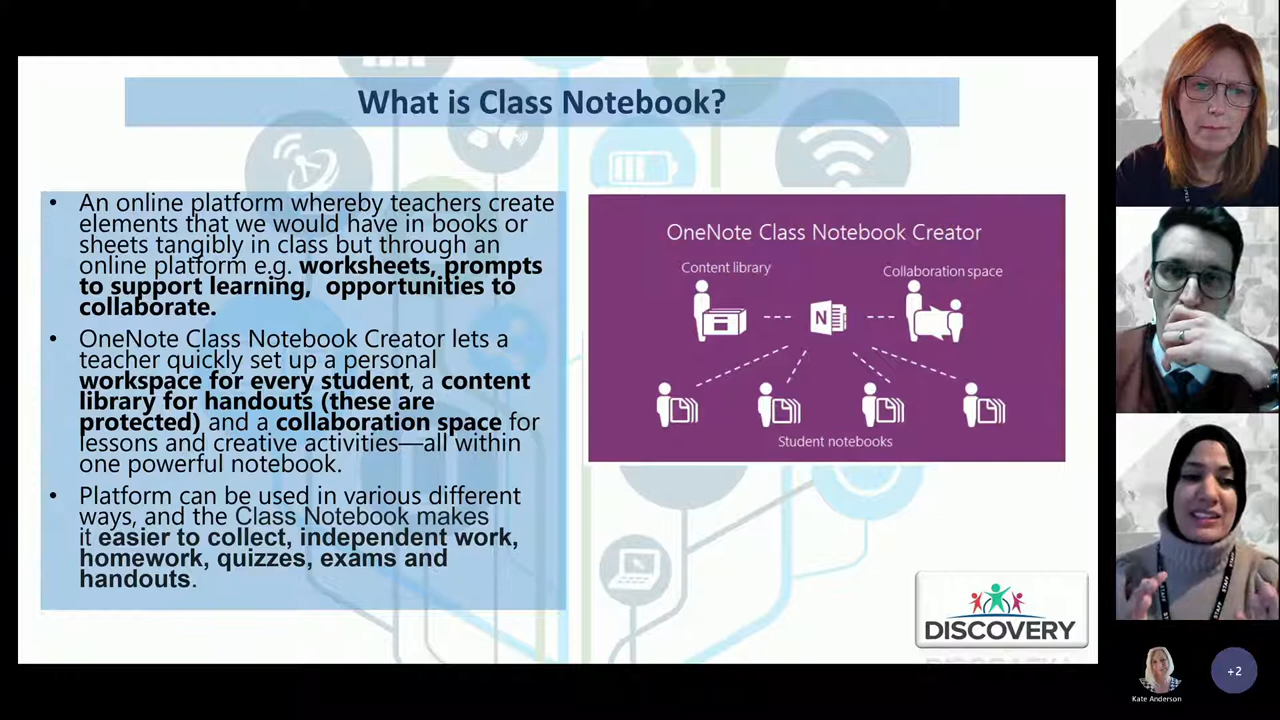 What is Class Notebook?
• An online platform whereby teachers create
elements that we would have in books or
sheets tangibly in class but through an
online platform e.g. worksheets, prompts
to support learning,  opportunities to
collaborate.
• OneNote Class Notebook Creator lets a
teacher quickly set up a personal
workspace for every student, a content
library for handouts (these are
protected) and a collaboration space for
lessons and creative activities—all within
one powerful notebook.
• Platform can be used in various different
ways, and the Class Notebook makes
it easier to collect, independent work,
homework, quizzes, exams and
handouts.
OneNote Class Notebook Creator
Content library
Collaboration space
N
Student notebooks
DISCOVERY
STAFF
STAFF
Kate Anderson
+2